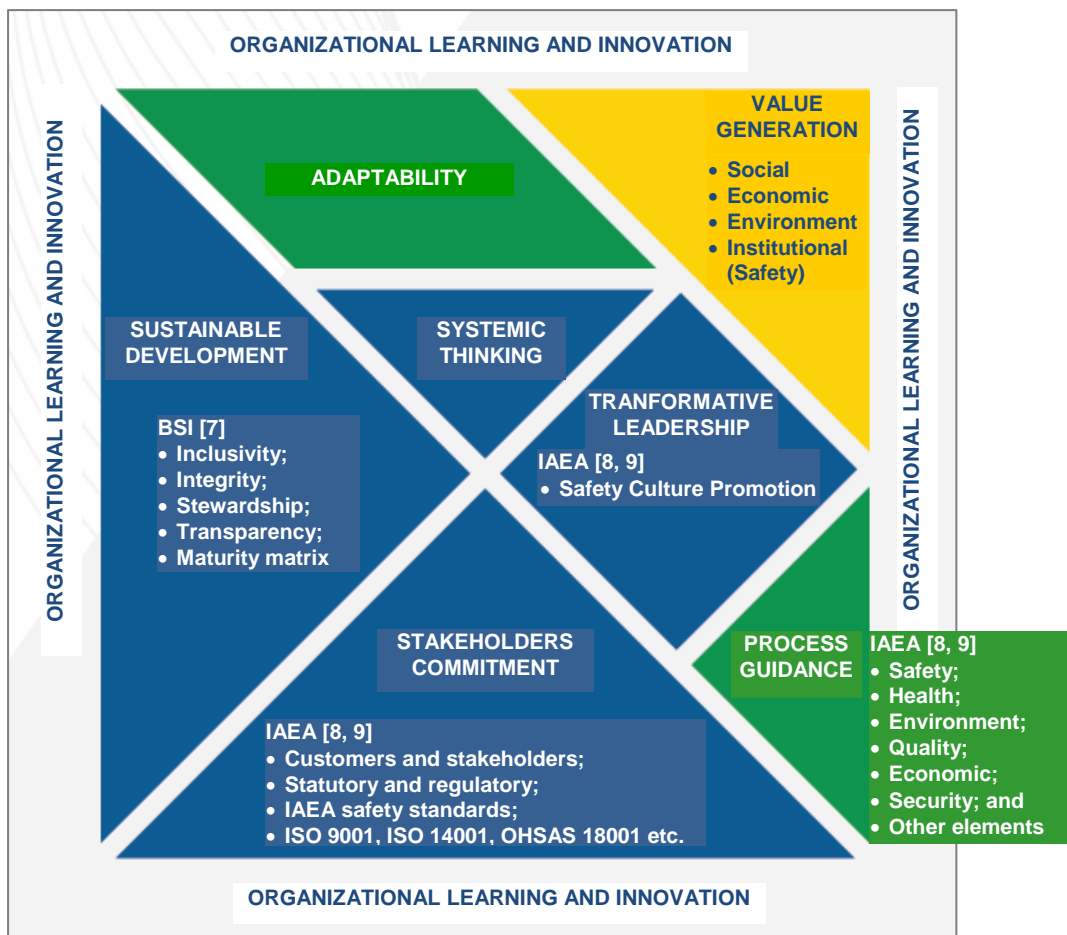 ORGANIZATIONAL LEARNING AND INNOVATION
ORGANIZATIONAL LEARNING AND INNOVATION
ADAPTABILITY
VALUE
GENERATION
• Social
• Economic
• Environment
• Institutional
(Safety)
ORGANIZATIONAL LEARNING AND INNOVATION
SUSTAINABLE
DEVELOPMENT
BSI [7]
• Inclusivity;
• Integrity;
• Stewardship;
• Transparency;
• Maturity matrix
SYSTEMIC
THINKING
TRANFORMATIVE
LEADERSHIP
IAEA [8, 9]
• Safety Culture Promotion
STAKEHOLDERS
COMMITMENT
IAEA [8, 9]
• Customers and stakeholders;
• Statutory and regulatory;
• IAEA safety standards;
• ISO 9001, ISO 14001, OHSAS 18001 etc.
PROCESS
GUIDANCE
IAEA [8, 9]
• Safety;
• Health;
• Environment;
• Quality;
• Economic;
• Security; and
• Other elements
ORGANIZATIONAL LEARNING AND INNOVATION